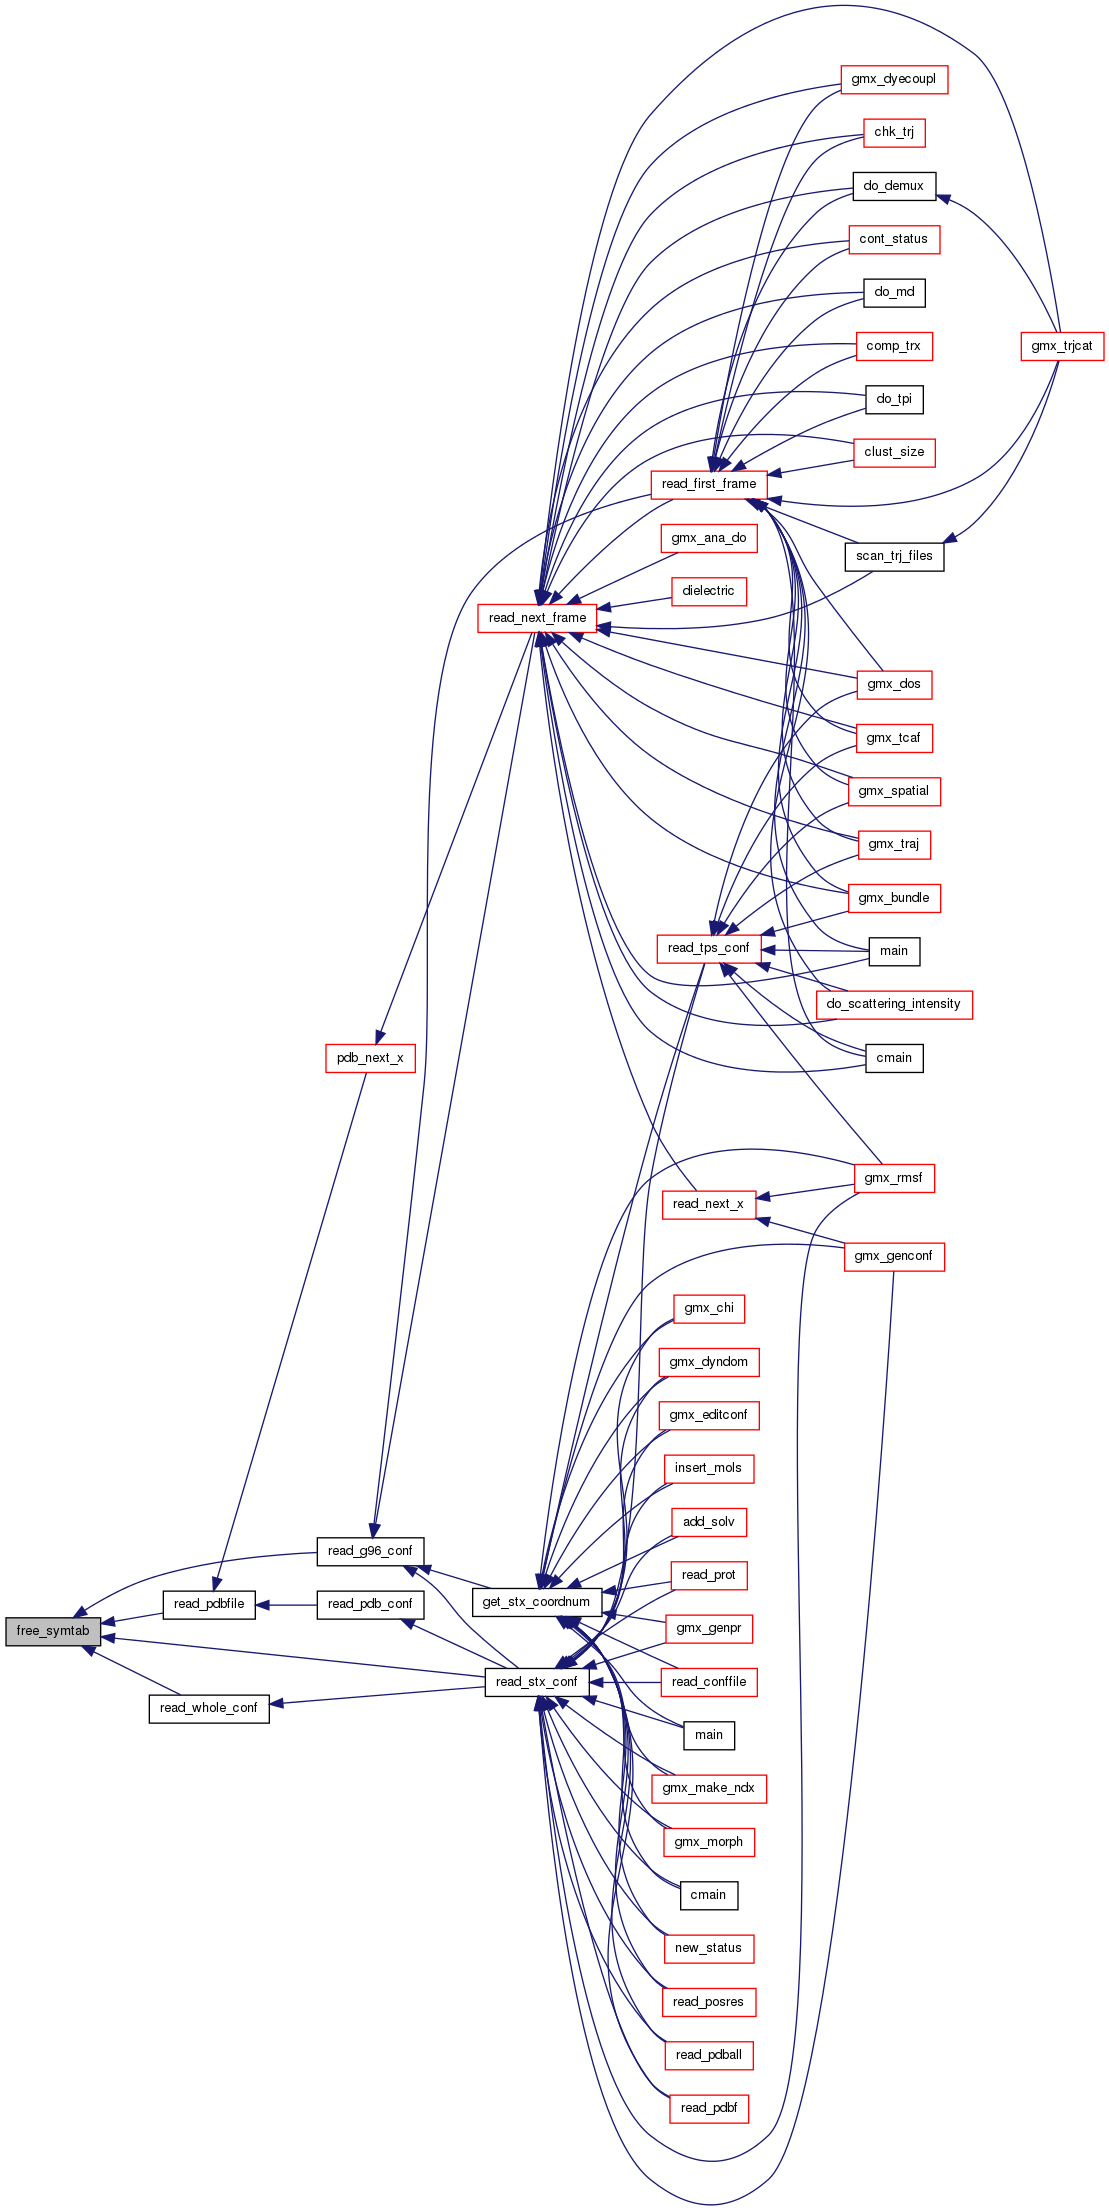 gmx_dyecoupl
chk_trj
do_demux
cont_status
do_md
gmx_trjcat
comp_trx
do_tpi
clust_size
read_first_frame
gmx_ana_do
scan_trj_files
dielectric
read_next_frame
gmx_dos
gmx_tcaf
gmx_spatial
gmx_traj
gmx_bundle
read_tps_conf
main
do_scattering_intensity
pdb_next_x
cmain
gmx_rmsf
read_next_x
gmx_genconf
gmx_chi
gmx_dyndom
gmx_editconf
insert_mols
add_solv
read_g96_conf
read_prot
read_pdbfile
read_pdb_conf
get_stx_coordnum
gmx_genpr
free_symtab
read_stx_conf
read_conffile
read_whole_conf
main
gmx_make_ndx
gmx_morph
cmain
new_status
read_posres
read_pdball
read_pdbf